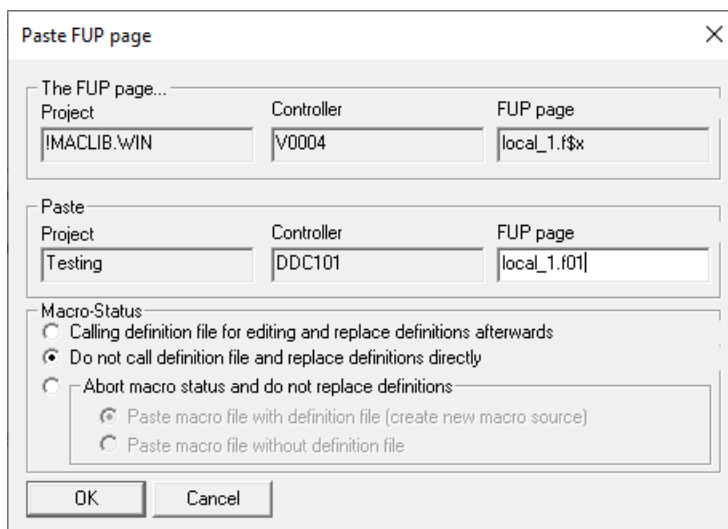 Paste FUP page
The FUP page...
Project Controller FUP page
!MACLIB.WIN V0004 local_1.f$x
Paste
Project Controller FUP page
Testing DDC101 local_1.f01
Macro-Status
Calling definition file for editing and replace definitions afterwards
Do not call definition file and replace definitions directly
Abort macro status and do not replace definitions
Paste macro file with definition file (create new macro source)
Paste macro file without definition file
OK Cancel